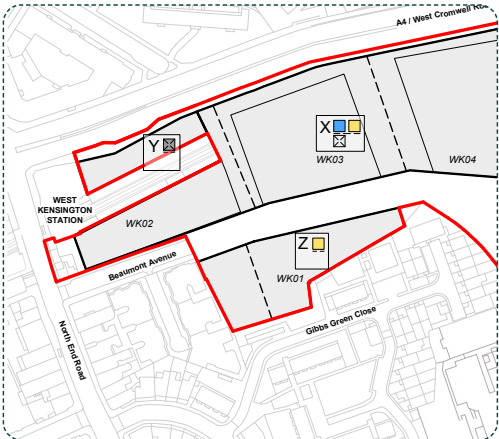 A4 / West Cromwell Ro
X
WK03
WK04
Y
WEST
KENSINGTON
STATION
WK02
Z
Beaumont Avenue
WK01
Gibbs Green Close
North End Road